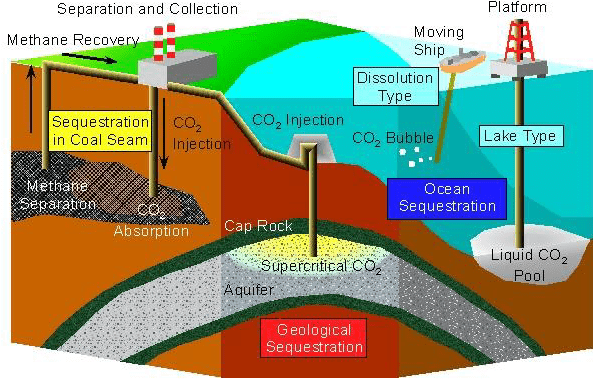 Separation and Collection
Platform
Moving
Ship
Methane Recovery
Dissolution
Type
Sequestration
in Coal Seam
CO2
Injection
CO2 Injection
CO2 Bubble
Lake Type
Methane
Separation
CO2
Absorption
Ocean
Sequestration
Cap Rock
Supercritical CO2
Liquid CO2
Pool
Aquifer
Geological
Sequestration